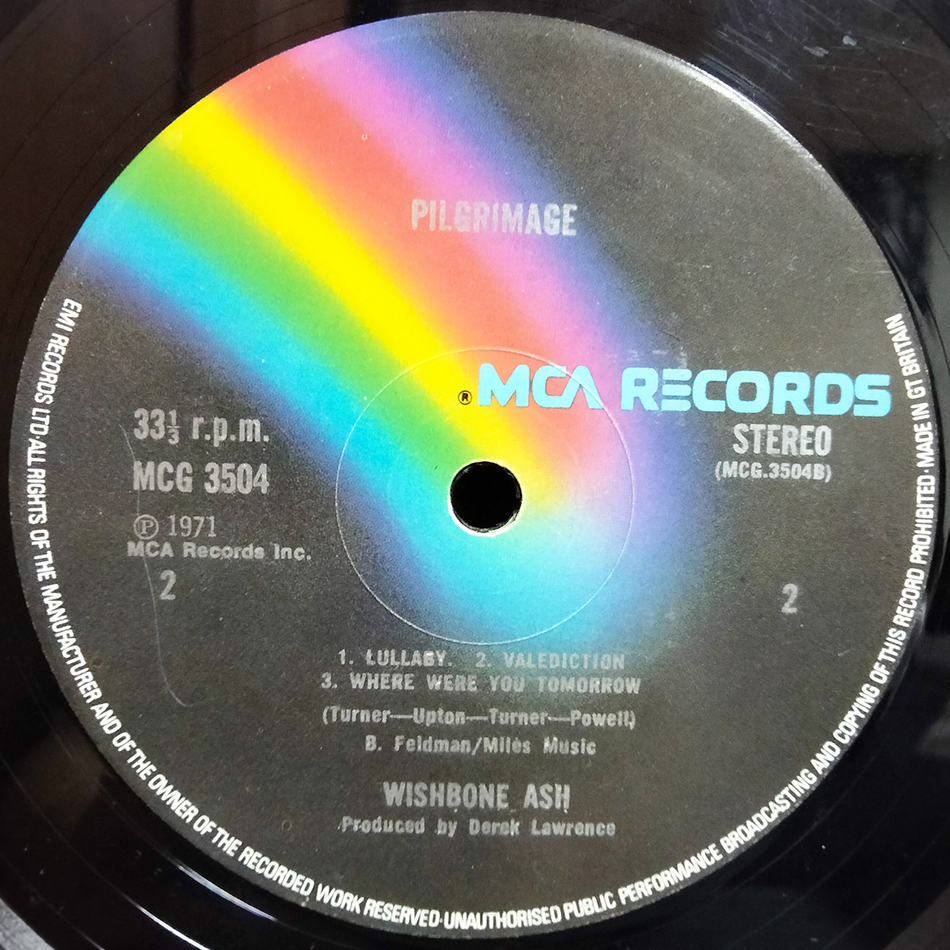 PILGRIMAGE
® MCA RECORDS
33⅓ r.p.m.
STEREO
MCG 3504
(MCG.3504B)
Ⓟ 1971
MCA Records Inc.
2
2
1. LULLABY. 2. VALEDICTION
3. WHERE WERE YOU TOMORROW
(Turner—Upton—Turner—Powell)
B. Feldman/Miles Music
WISHBONE ASH
Produced by Derek Lawrence
EMI RECORDS LTD·ALL RIGHTS OF THE MANUFACTURER AND OF THE OWNER OF THE RECORDED WORK RESERVED·UNAUTHORISED PUBLIC PERFORMANCE BROADCASTING AND COPYING OF THIS RECORD PROHIBITED·MADE IN GT BRITAIN